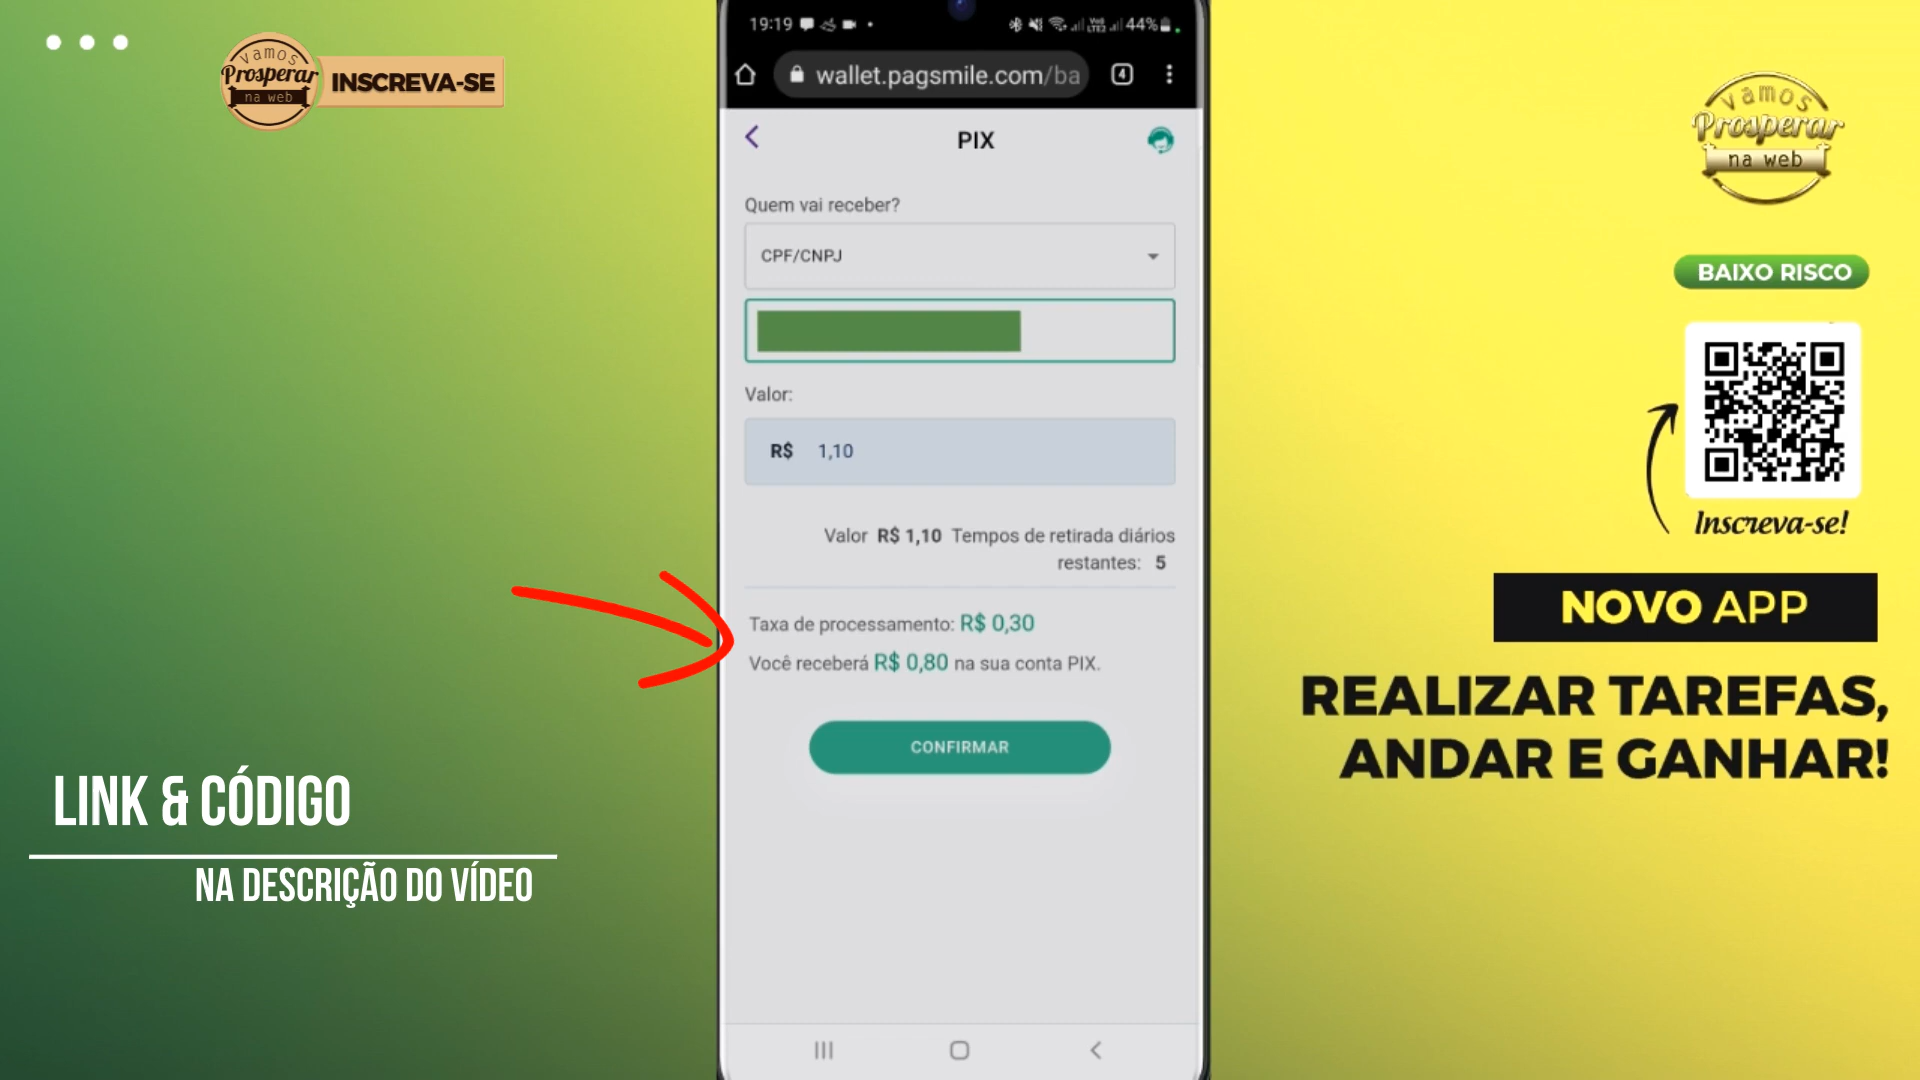 vamos
Prosperar
na web
INSCREVA-SE
LINK & CÓDIGO
NA DESCRIÇÃO DO VÍDEO
19:19
Vo))
LTE2
44%
wallet.pagsmile.com/ba
4
PIX
Quem vai receber?
CPF/CNPJ
Valor:
R$ 1,10
Valor R$ 1,10 Tempos de retirada diários
restantes: 5
Taxa de processamento: R$ 0,30
Você receberá R$ 0,80 na sua conta PIX.
CONFIRMAR
vamos
Prosperar
na web
BAIXO RISCO
Inscreva-se!
NOVO APP
REALIZAR TAREFAS,
ANDAR E GANHAR!